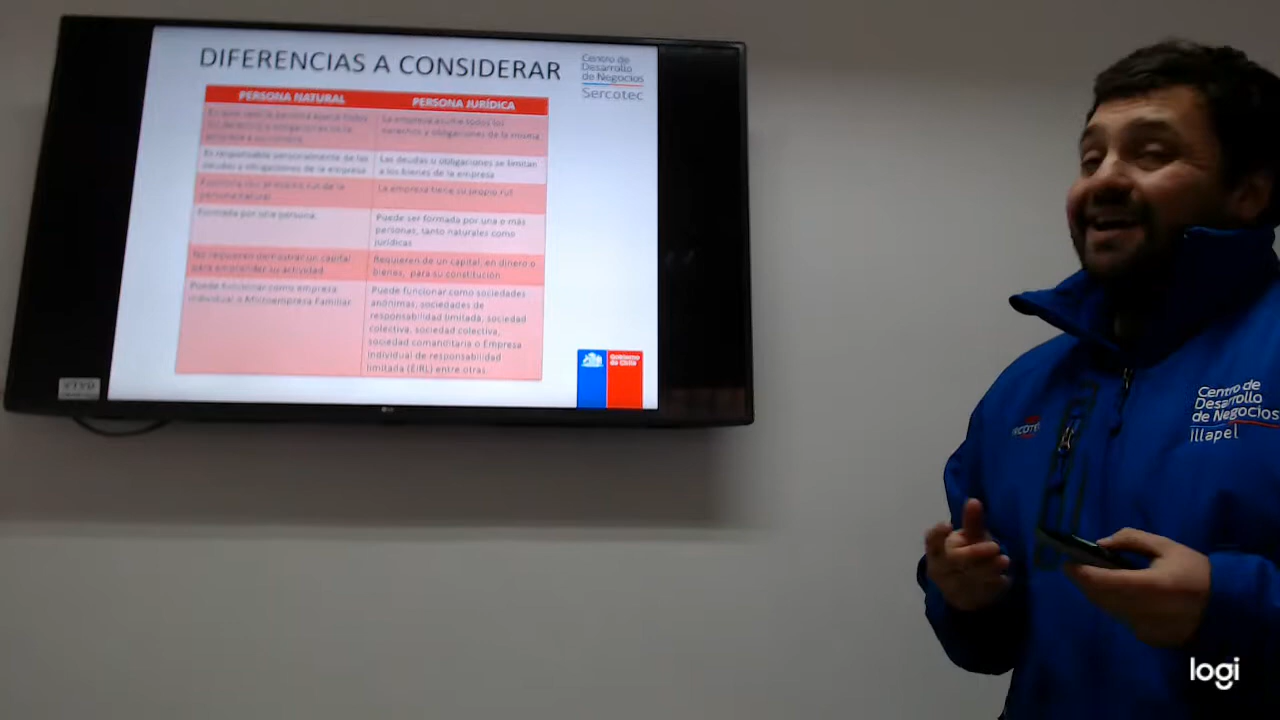 DIFERENCIAS A CONSIDERAR
Centro de
Desarrollo
de Negocios
Sercotec
PERSONA NATURAL
PERSONA JURÍDICA
La empresa asume todos los
derechos y obligaciones de la misma
Es responsable personalmente de las
deudas y obligaciones de la empresa
Las deudas u obligaciones se limitan
a los bienes de la empresa
persona natural
La empresa tiene su propio rut
Formada por una persona.
Puede ser formada por una o más
personas, tanto naturales como
jurídicas
No requieren demostrar un capital
para emprender su actividad
Requieren de un capital, en dinero o
bienes, para su constitución
Puede funcionar como empresa
individual o Microempresa Familiar
Puede funcionar como sociedades
anónimas, sociedades de
responsabilidad limitada, sociedad
colectiva, sociedad colectiva,
sociedad comanditaria o Empresa
Individual de responsabilidad
limitada (EIRL) entre otras.
Gobierno
de Chile
LG
Centro de
Desarrollo
de Negocios
Illapel
logi